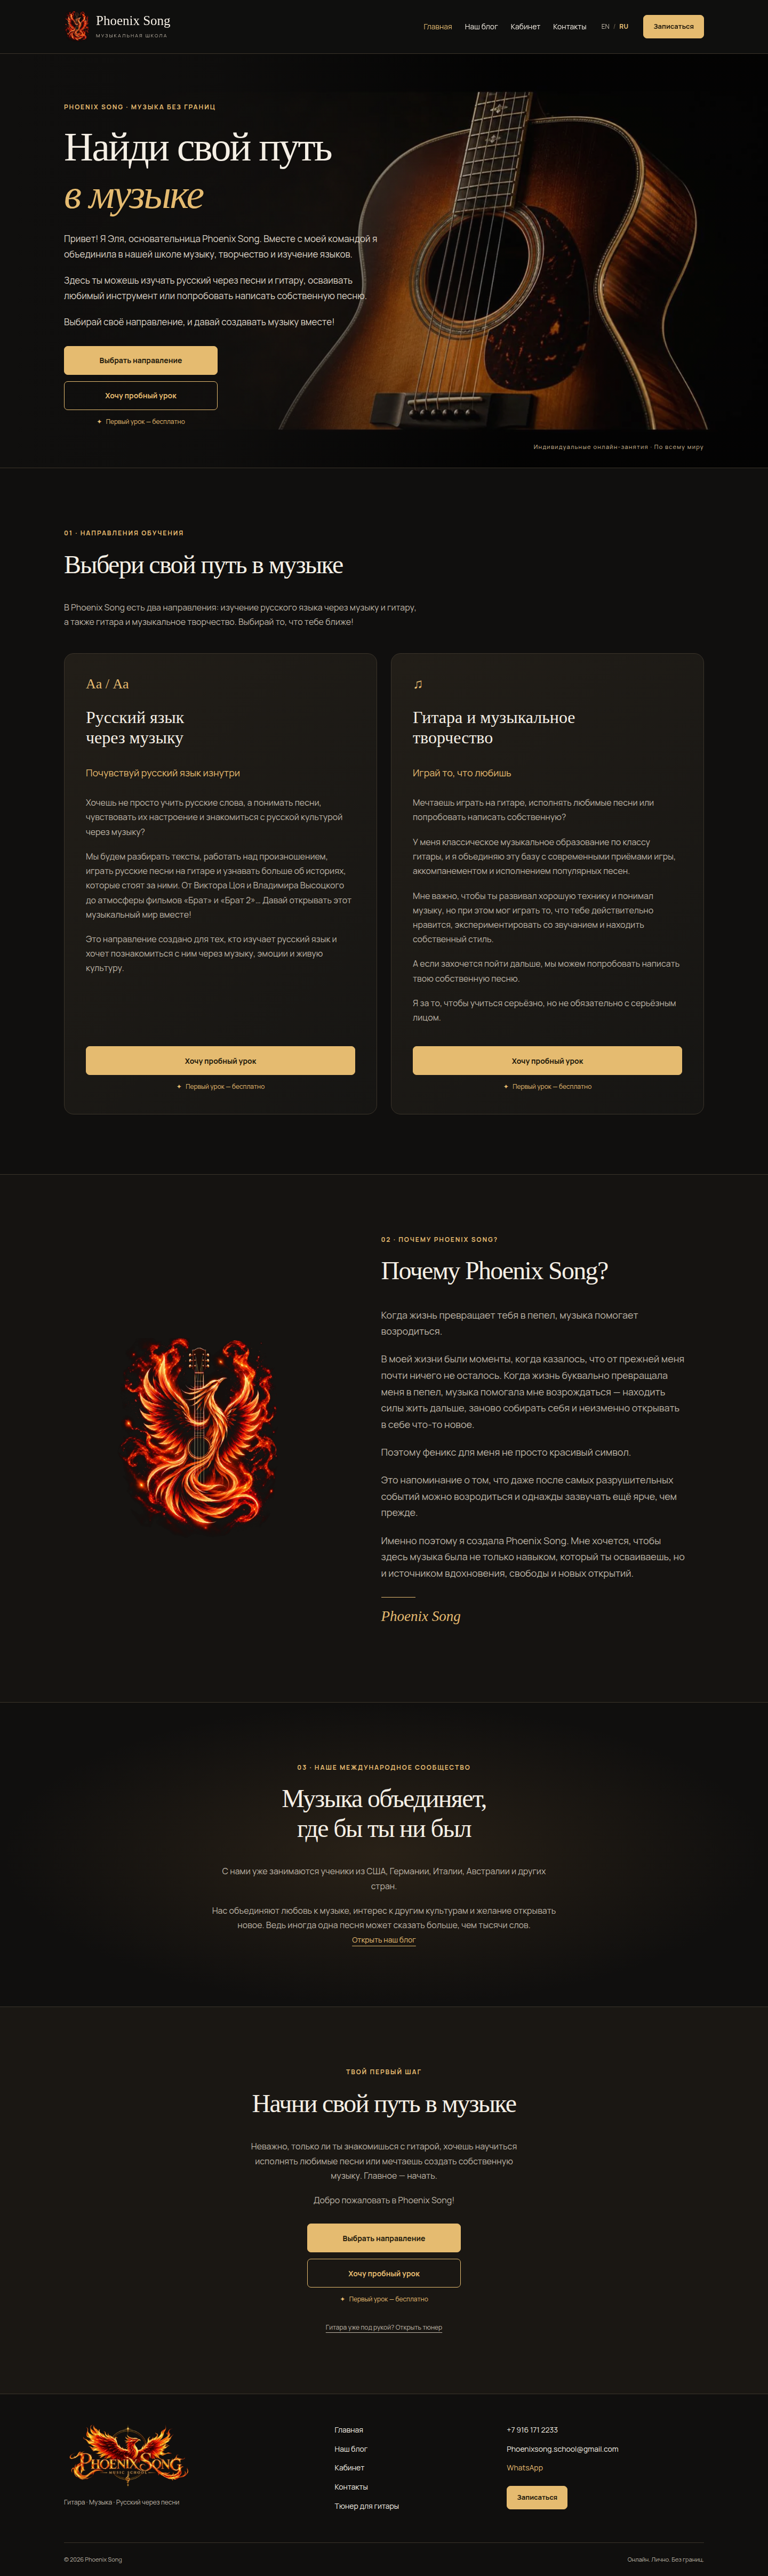 Phoenix Song
МУЗЫКАЛЬНАЯ ШКОЛА
Главная
Наш блог
Кабинет
Контакты
EN / RU
Записаться
PHOENIX SONG · МУЗЫКА БЕЗ ГРАНИЦ
Найди свой путь
в музыке
Привет! Я Эля, основательница Phoenix Song. Вместе с моей командой я
объединила в нашей школе музыку, творчество и изучение языков.
Здесь ты можешь изучать русский через песни и гитару, осваивать
любимый инструмент или попробовать написать собственную песню.
Выбирай своё направление, и давай создавать музыку вместе!
Выбрать направление
Хочу пробный урок
✦ Первый урок — бесплатно
Индивидуальные онлайн-занятия · По всему миру
01 · НАПРАВЛЕНИЯ ОБУЧЕНИЯ
Выбери свой путь в музыке
В Phoenix Song есть два направления: изучение русского языка через музыку и гитару,
а также гитара и музыкальное творчество. Выбирай то, что тебе ближе!
Aa / Аа
Русский язык
через музыку
Почувствуй русский язык изнутри
Хочешь не просто учить русские слова, а понимать песни,
чувствовать их настроение и знакомиться с русской культурой
через музыку?
Мы будем разбирать тексты, работать над произношением,
играть русские песни на гитаре и узнавать больше об историях,
которые стоят за ними. От Виктора Цоя и Владимира Высоцкого
до атмосферы фильмов «Брат» и «Брат 2»… Давай открывать этот
музыкальный мир вместе!
Это направление создано для тех, кто изучает русский язык и
хочет познакомиться с ним через музыку, эмоции и живую
культуру.
Хочу пробный урок
✦ Первый урок — бесплатно
♫
Гитара и музыкальное
творчество
Играй то, что любишь
Мечтаешь играть на гитаре, исполнять любимые песни или
попробовать написать собственную?
У меня классическое музыкальное образование по классу
гитары, и я объединяю эту базу с современными приёмами игры,
аккомпанементом и исполнением популярных песен.
Мне важно, чтобы ты развивал хорошую технику и понимал
музыку, но при этом мог играть то, что тебе действительно
нравится, экспериментировать со звучанием и находить
собственный стиль.
А если захочется пойти дальше, мы можем попробовать написать
твою собственную песню.
Я за то, чтобы учиться серьёзно, но не обязательно с серьёзным
лицом.
Хочу пробный урок
✦ Первый урок — бесплатно
02 · ПОЧЕМУ PHOENIX SONG?
Почему Phoenix Song?
Когда жизнь превращает тебя в пепел, музыка помогает
возродиться.
В моей жизни были моменты, когда казалось, что от прежней меня
почти ничего не осталось. Когда жизнь буквально превращала
меня в пепел, музыка помогала мне возрождаться — находить
силы жить дальше, заново собирать себя и неизменно открывать
в себе что-то новое.
Поэтому феникс для меня не просто красивый символ.
Это напоминание о том, что даже после самых разрушительных
событий можно возродиться и однажды зазвучать ещё ярче, чем
прежде.
Именно поэтому я создала Phoenix Song. Мне хочется, чтобы
здесь музыка была не только навыком, который ты осваиваешь, но
и источником вдохновения, свободы и новых открытий.
Phoenix Song
03 · НАШЕ МЕЖДУНАРОДНОЕ СООБЩЕСТВО
Музыка объединяет,
где бы ты ни был
С нами уже занимаются ученики из США, Германии, Италии, Австралии и других
стран.
Нас объединяют любовь к музыке, интерес к другим культурам и желание открывать
новое. Ведь иногда одна песня может сказать больше, чем тысячи слов.
Открыть наш блог
ТВОЙ ПЕРВЫЙ ШАГ
Начни свой путь в музыке
Неважно, только ли ты знакомишься с гитарой, хочешь научиться
исполнять любимые песни или мечтаешь создать собственную
музыку. Главное — начать.
Добро пожаловать в Phoenix Song!
Выбрать направление
Хочу пробный урок
✦ Первый урок — бесплатно
Гитара уже под рукой? Открыть тюнер
PHOENIX SONG
MUSIC SCHOOL
Гитара · Музыка · Русский через песни
Главная
Наш блог
Кабинет
Контакты
Тюнер для гитары
+7 916 171 2233
Phoenixsong.school@gmail.com
WhatsApp
Записаться
© 2026 Phoenix Song
Онлайн. Лично. Без границ.